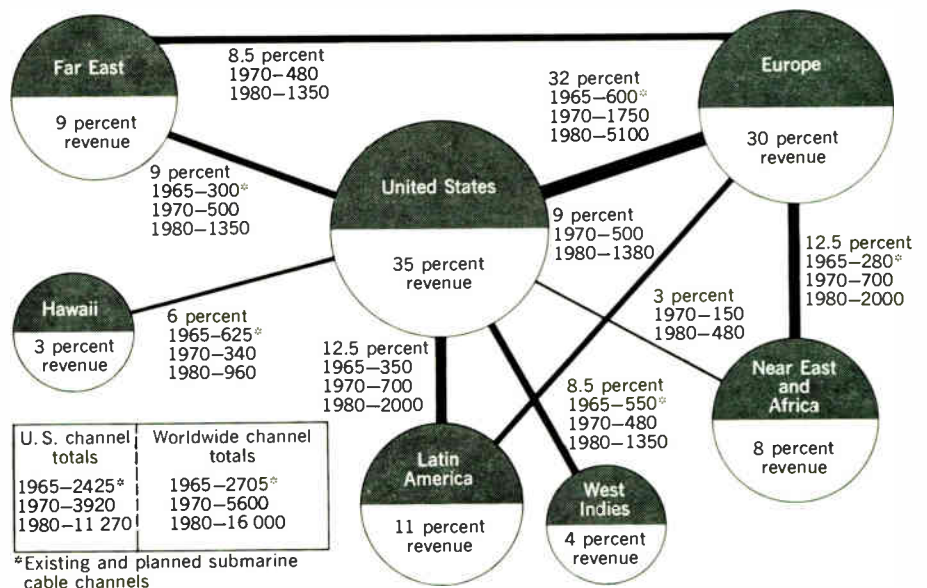 Far East
9 percent
revenue
8.5 percent
1970–480
1980–1350
Europe
30 percent
revenue
32 percent
1965–600*
1970–1750
1980–5100
United States
35 percent
revenue
9 percent
1965–300*
1970–500
1980–1350
9 percent
1970–500
1980–1380
12.5 percent
1965–280*
1970–700
1980–2000
Hawaii
3 percent
revenue
6 percent
1965–625*
1970–340
1980–960
3 percent
1970–150
1980–480
12.5 percent
1965–350
1970–700
1980–2000
8.5 percent
1965–550*
1970–480
1980–1350
Near East
and
Africa
8 percent
revenue
Latin
America
11 percent
revenue
West
Indies
4 percent
revenue
U. S. channel
totals
1965–2425*
1970–3920
1980–11 270
Worldwide channel
totals
1965–2705*
1970–5600
1980–16 000
*Existing and planned submarine
cable channels